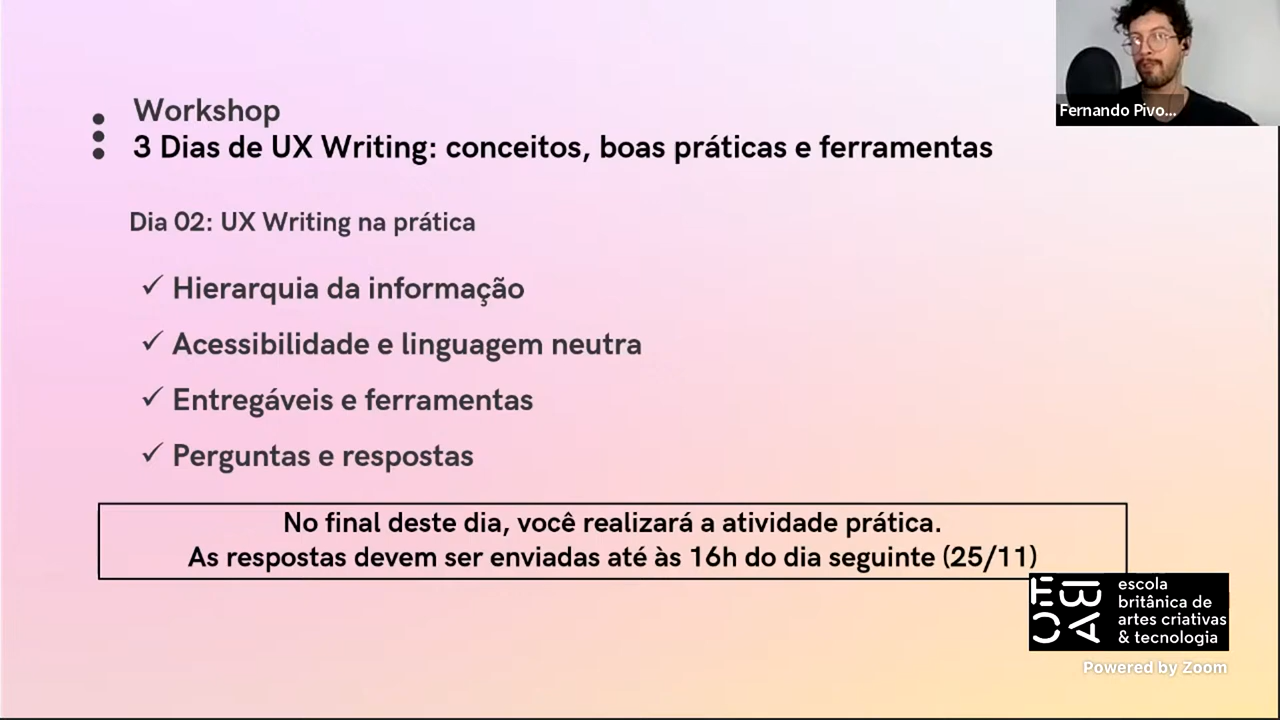 Workshop
3 Dias de UX Writing: conceitos, boas práticas e ferramentas
Fernando Pivo...
Dia 02: UX Writing na prática
✓ Hierarquia da informação
✓ Acessibilidade e linguagem neutra
✓ Entregáveis e ferramentas
✓ Perguntas e respostas
No final deste dia, você realizará a atividade prática.
As respostas devem ser enviadas até às 16h do dia seguinte (25/11)
EBAC
escola
britânica de
artes criativas
& tecnologia
Powered by Zoom